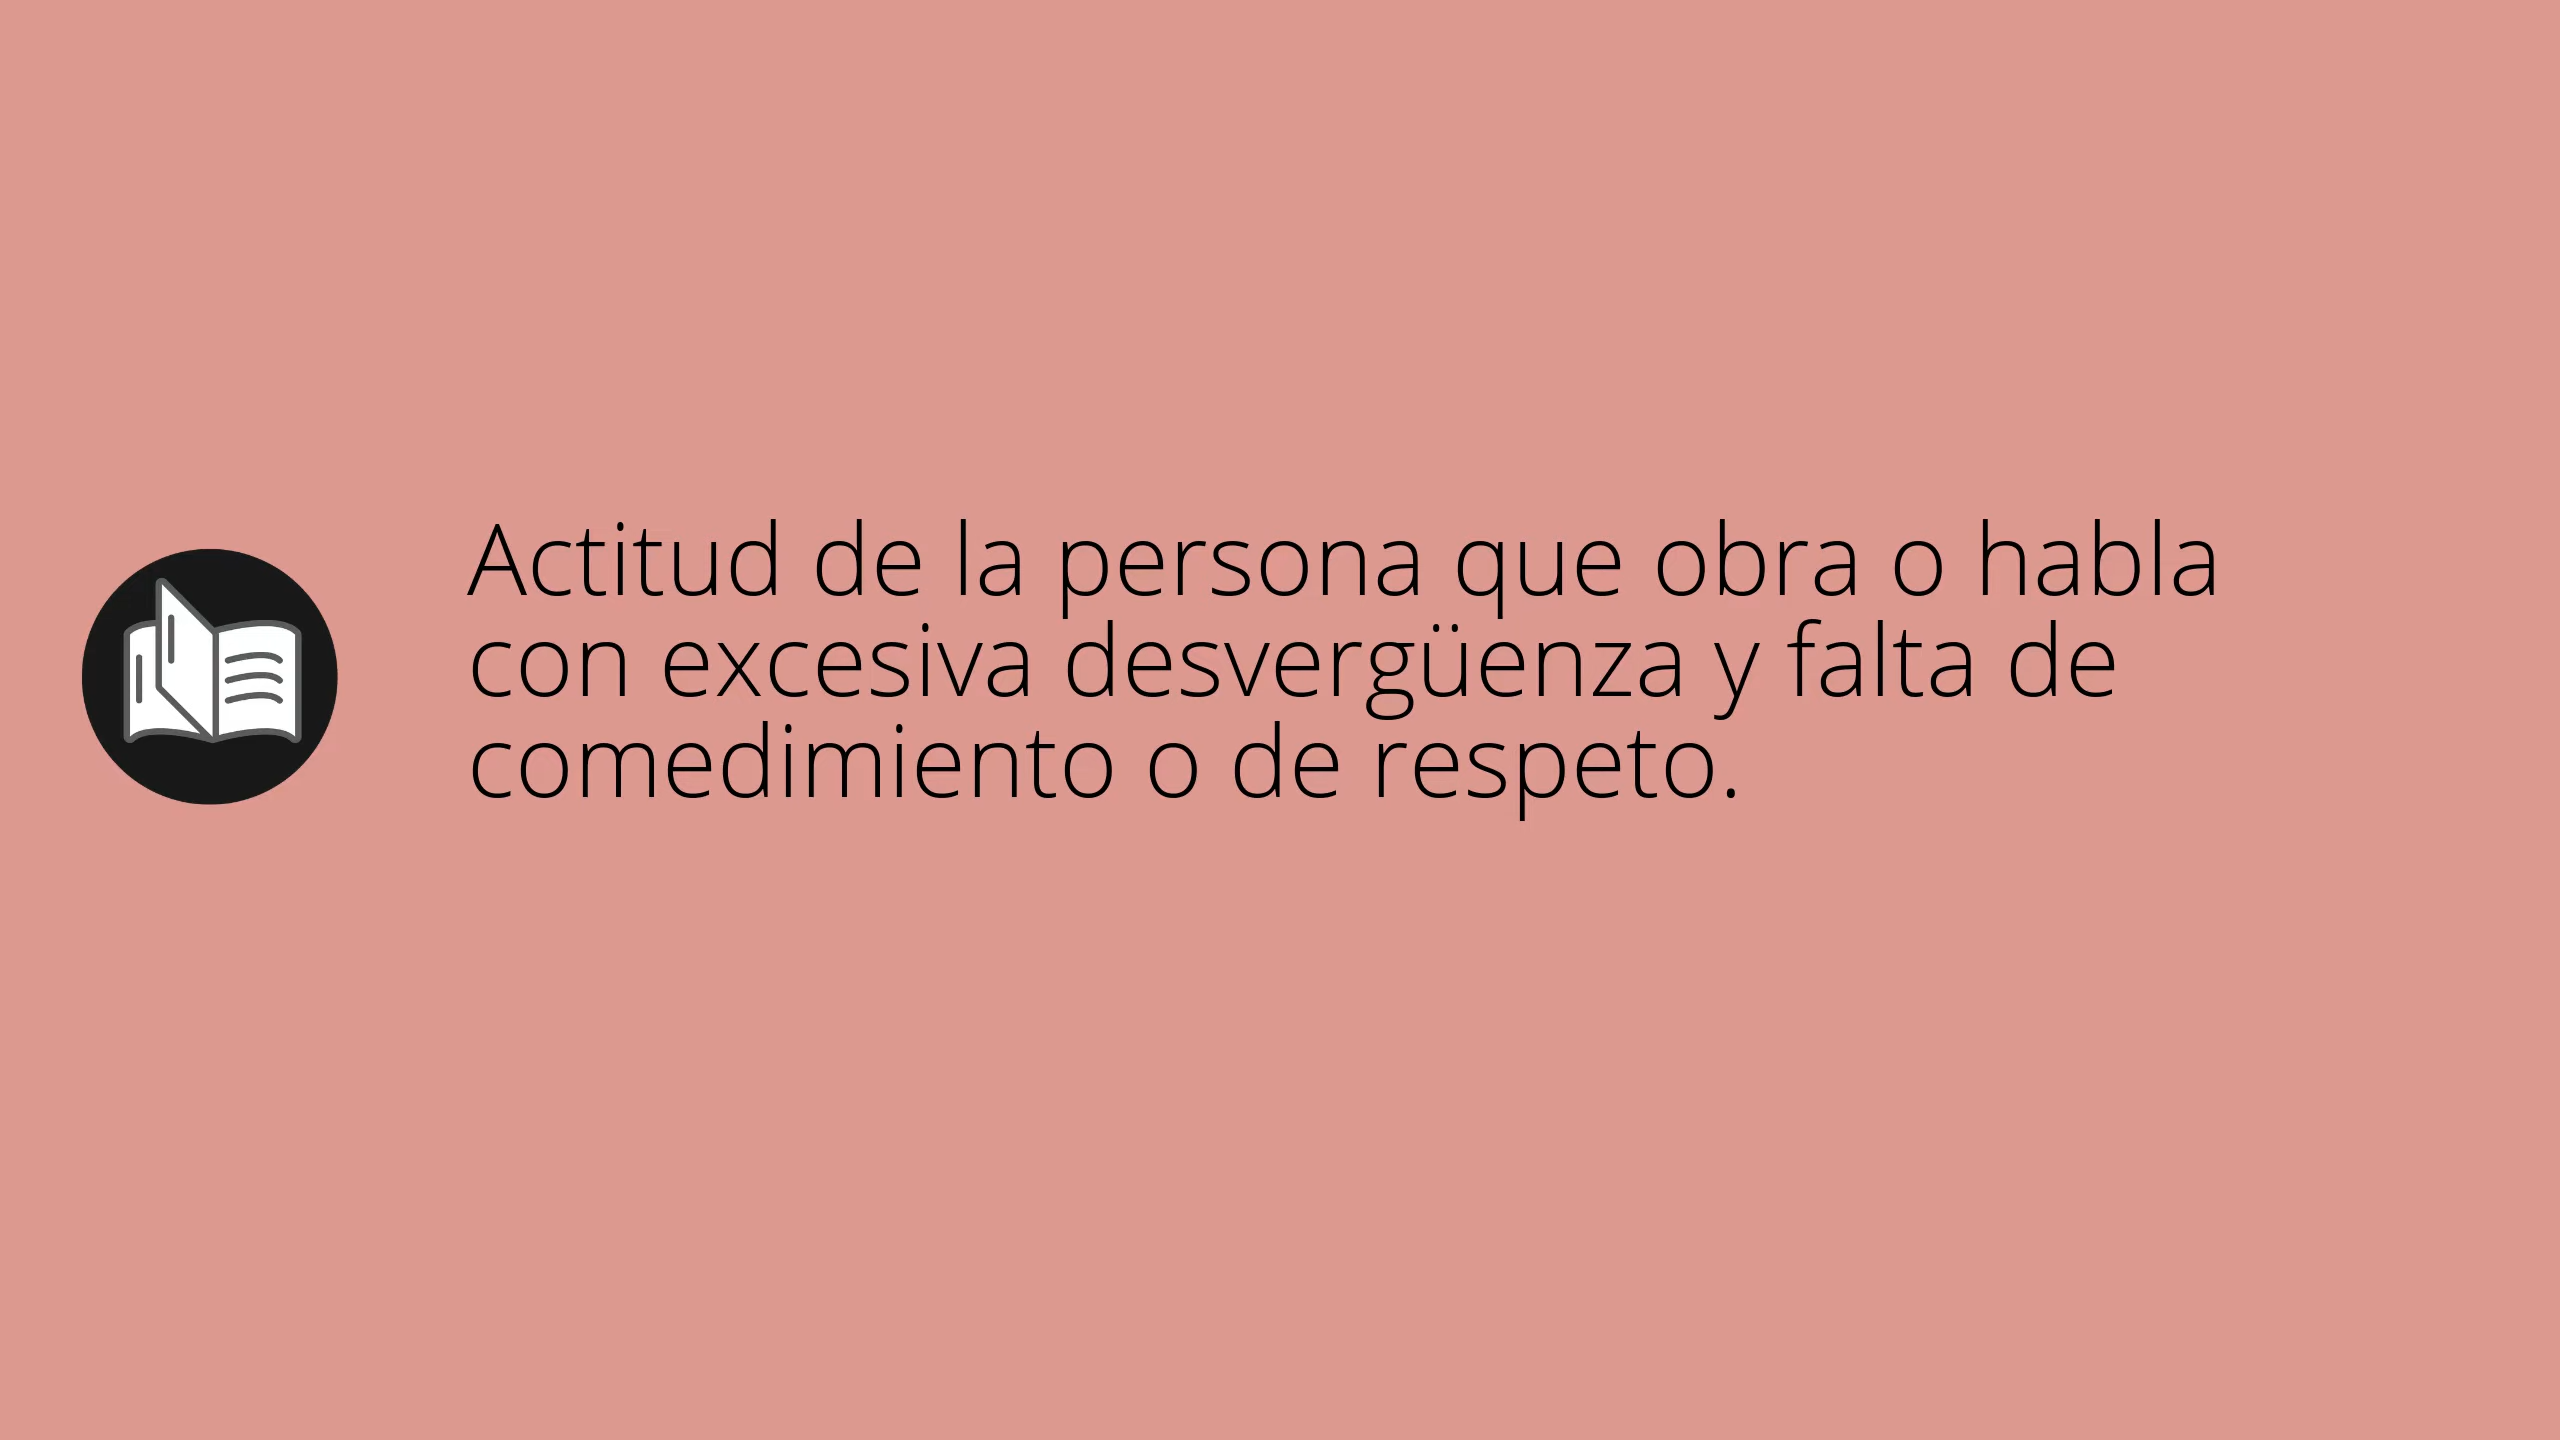 Actitud de la persona que obra o habla
con excesiva desvergüenza y falta de
comedimiento o de respeto.